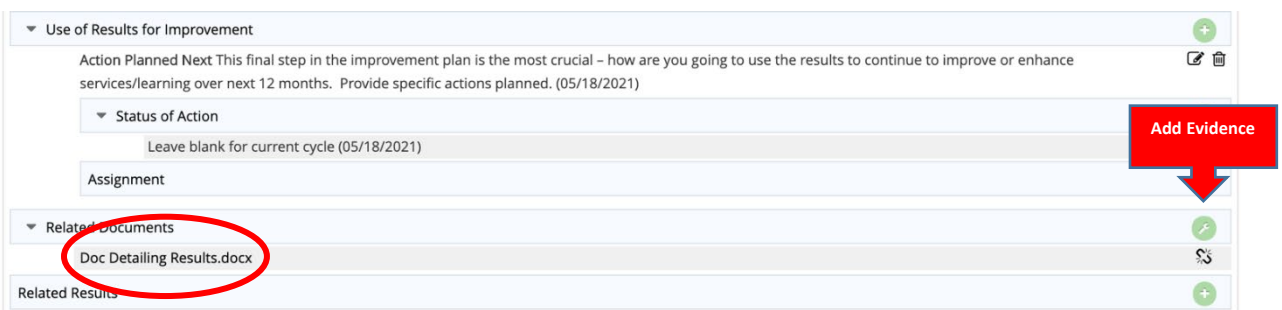 Use of Results for Improvement
Action Planned Next This final step in the improvement plan is the most crucial – how are you going to use the results to continue to improve or enhance
services/learning over next 12 months.  Provide specific actions planned. (05/18/2021)
Status of Action
Add Evidence
Leave blank for current cycle (05/18/2021)
Assignment
Related Documents
Doc Detailing Results.docx
Related Results